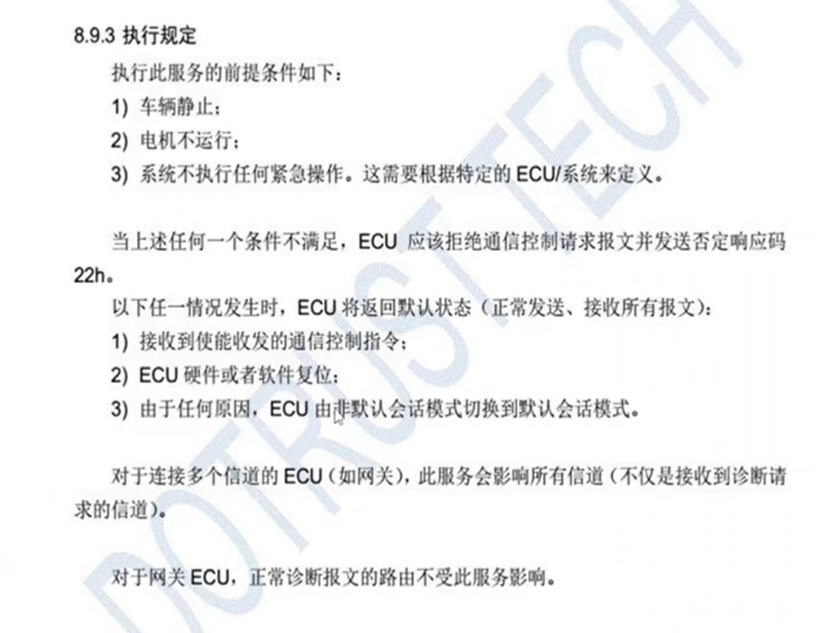 8.9.3 执行规定
执行此服务的前提条件如下：
1) 车辆静止；
2) 电机不运行；
3) 系统不执行任何紧急操作。这需要根据特定的 ECU/系统来定义。
当上述任何一个条件不满足，ECU 应该拒绝通信控制请求报文并发送否定响应码
22h。
以下任一情况发生时，ECU 将返回默认状态（正常发送、接收所有报文）：
1) 接收到使能收发的通信控制指令；
2) ECU 硬件或者软件复位；
3) 由于任何原因，ECU 由非默认会话模式切换到默认会话模式。
对于连接多个信道的 ECU（如网关），此服务会影响所有信道（不仅是接收到诊断请
求的信道）。
对于网关 ECU，正常诊断报文的路由不受此服务影响。
DOTRUST TECH